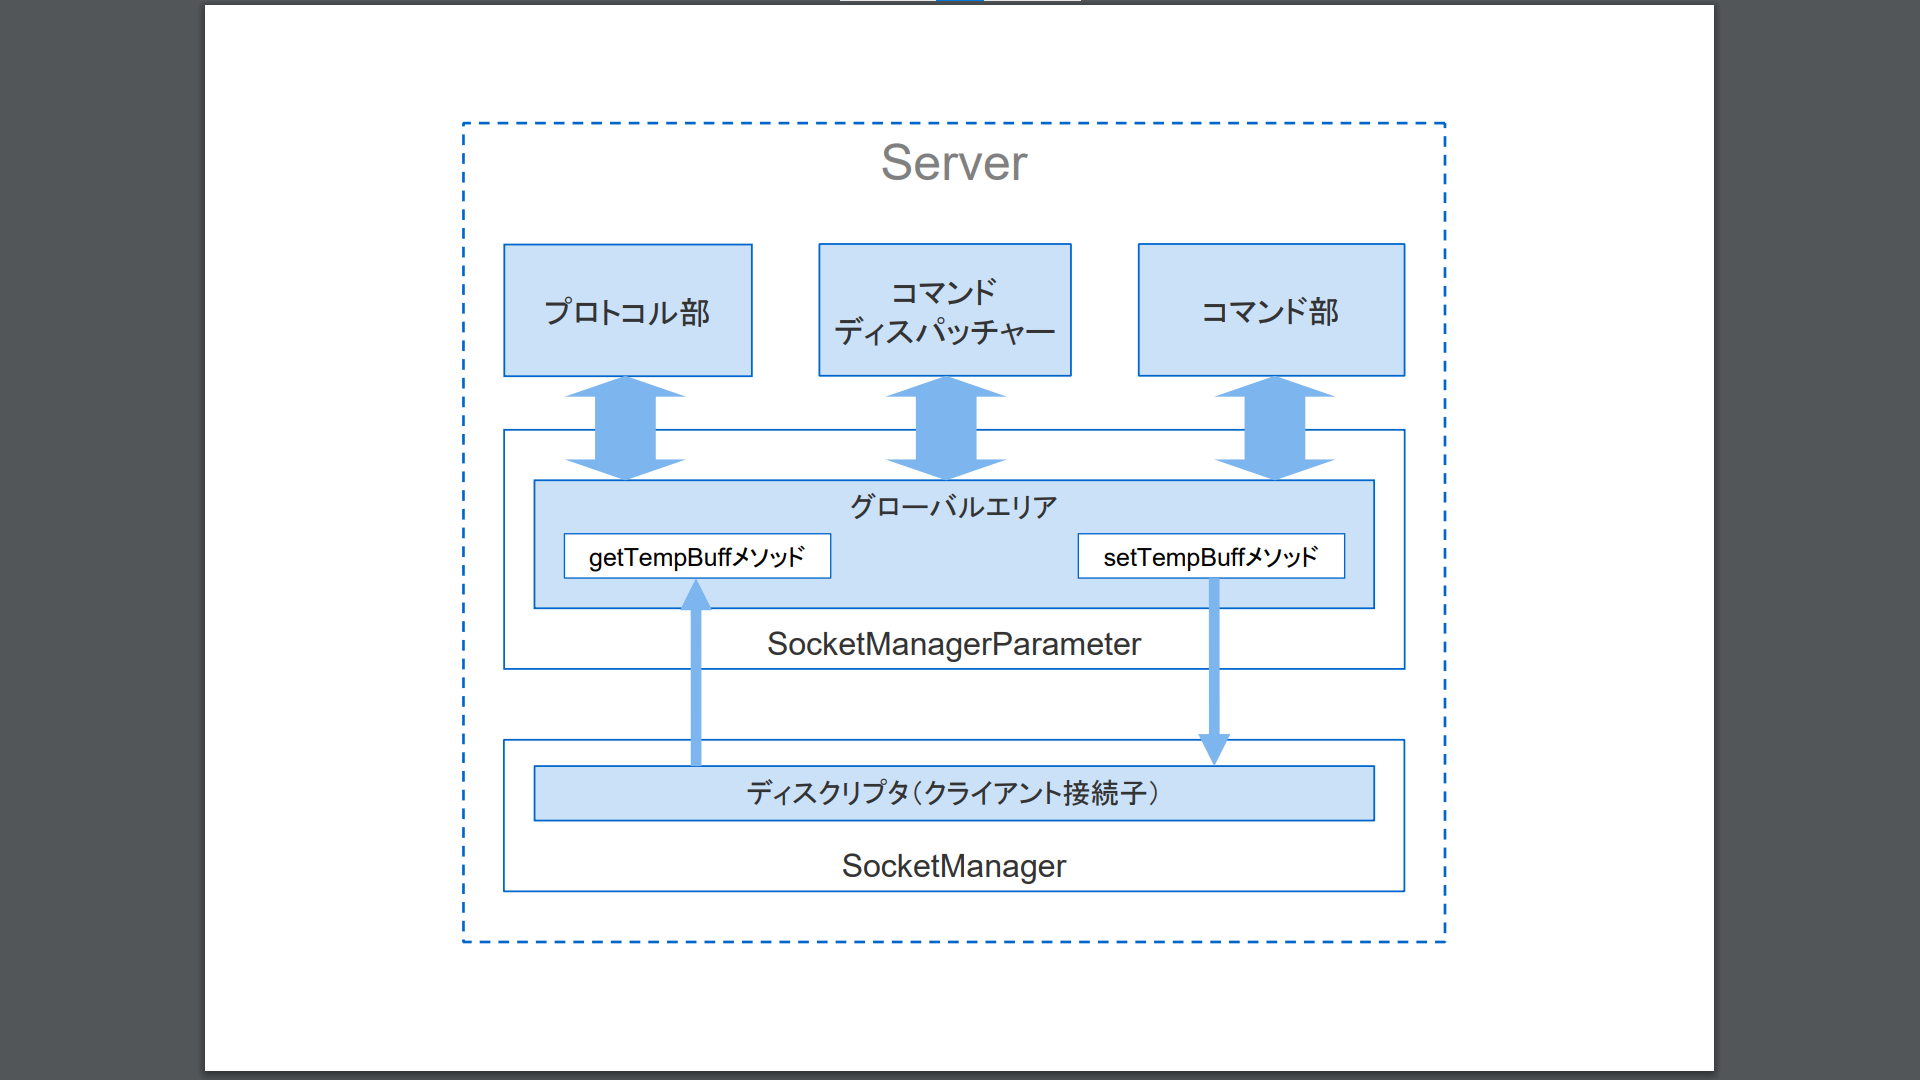 Server
プロトコル部
コマンド
ディスパッチャー
コマンド部
グローバルエリア
getTempBuffメソッド
setTempBuffメソッド
SocketManagerParameter
ディスクリプタ（クライアント接続子）
SocketManager